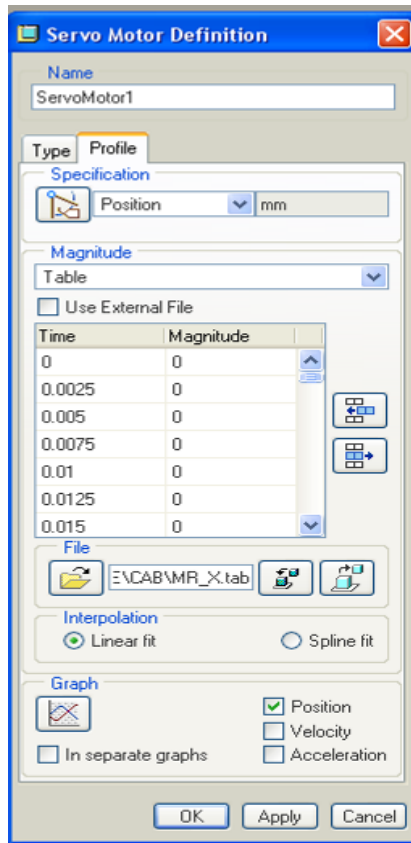 Servo Motor Definition
Name
ServoMotor1
Type Profile
Specification
Position mm
Magnitude
Table
Use External File
Time Magnitude
0 0
0.0025 0
0.005 0
0.0075 0
0.01 0
0.0125 0
0.015 0
File
E\CAB\MR_X.tab
Interpolation
Linear fit Spline fit
Graph
Position
Velocity
In separate graphs Acceleration
OK Apply Cancel